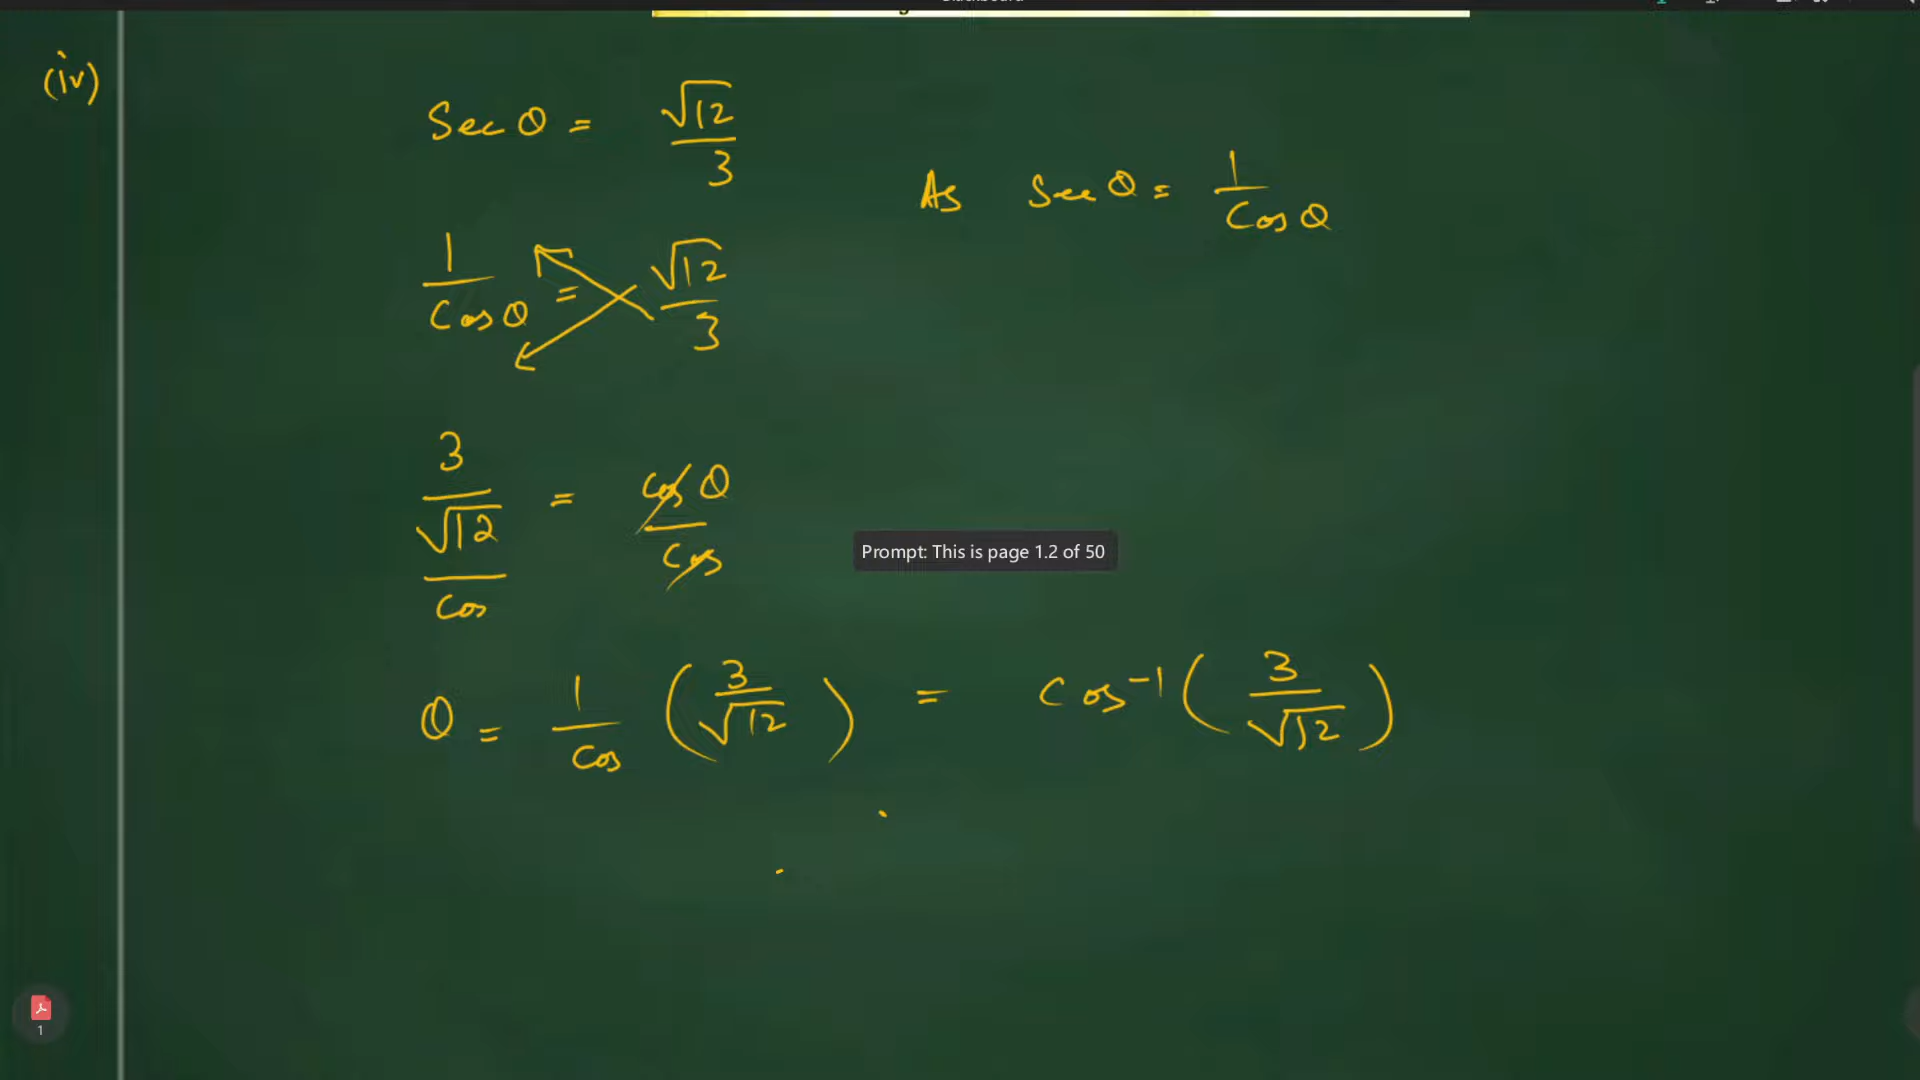 (iv)
Sec θ = √12/3
As Sec θ = 1/Cos θ
1/Cos θ = √12/3
3/√12/Cos = Cos θ/Cos
Prompt: This is page 1.2 of 50
θ = 1/Cos (3/√12) = Cos⁻¹ (3/√12)
1